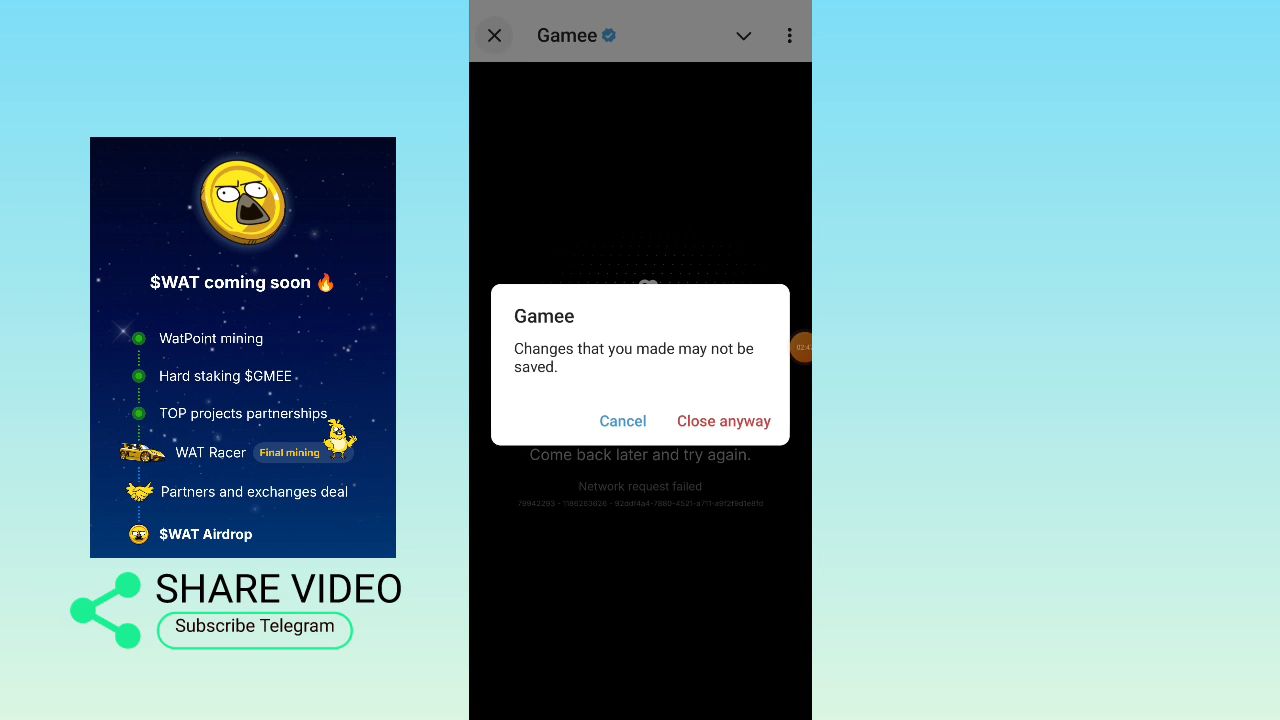 $WAT coming soon 🔥
WatPoint mining
Hard staking $GMEE
TOP projects partnerships
WAT Racer Final mining
Partners and exchanges deal
$WAT Airdrop
SHARE VIDEO
Subscribe Telegram
Gamee
Gamee
Changes that you made may not be
saved.
Cancel Close anyway
Come back later and try again.
Network request failed